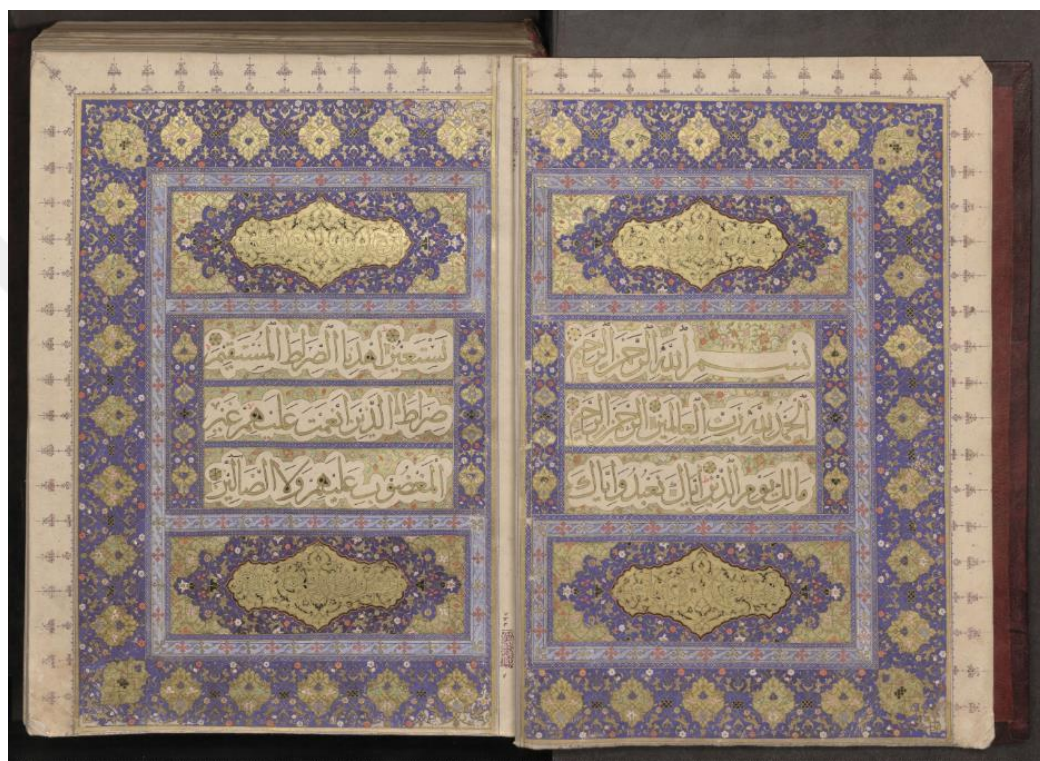 بسم الله الرحمن الرحيم
الحمد لله رب العالمين الرحمن الرحيم
مالك يوم الدين اياك نعبد واياك
نستعين اهدنا الصراط المستقيم
صراط الذين انعمت عليهم غير
المغضوب عليهم ولا الضالين